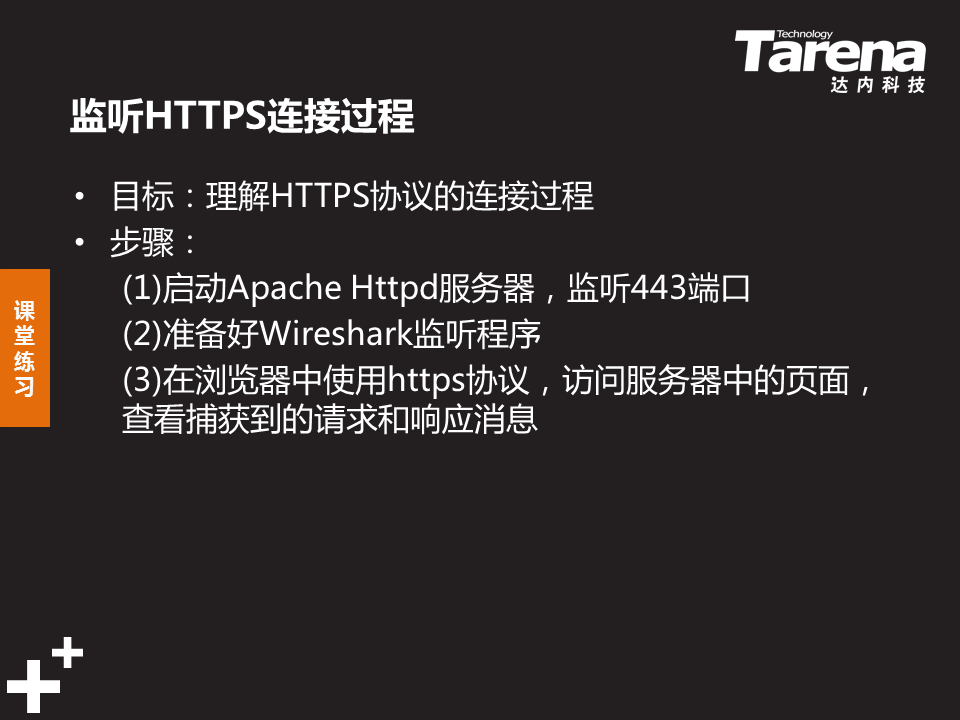 Technology
Tarena
达内科技
监听HTTPS连接过程
• 目标：理解HTTPS协议的连接过程
• 步骤：
(1)启动Apache Httpd服务器，监听443端口
(2)准备好Wireshark监听程序
(3)在浏览器中使用https协议，访问服务器中的页面，
查看捕获到的请求和响应消息
课
堂
练
习